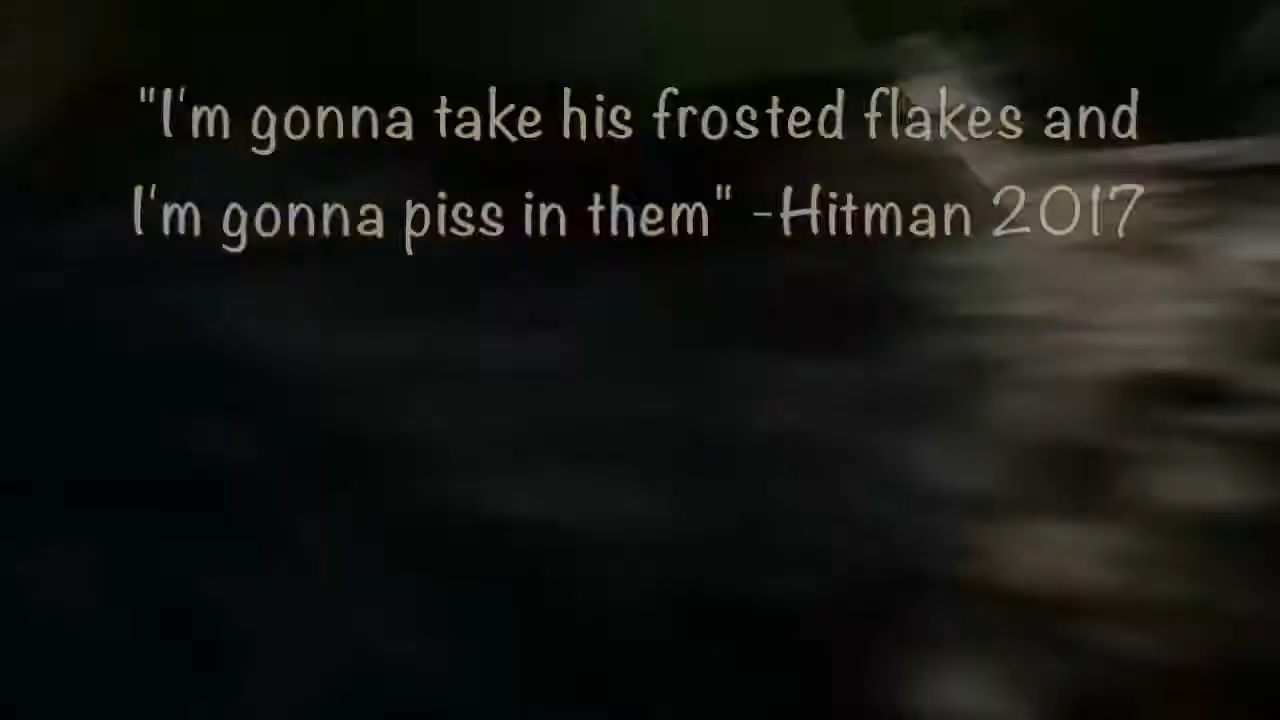 "I'm gonna take his frosted flakes and
I'm gonna piss in them" -Hitman 2017